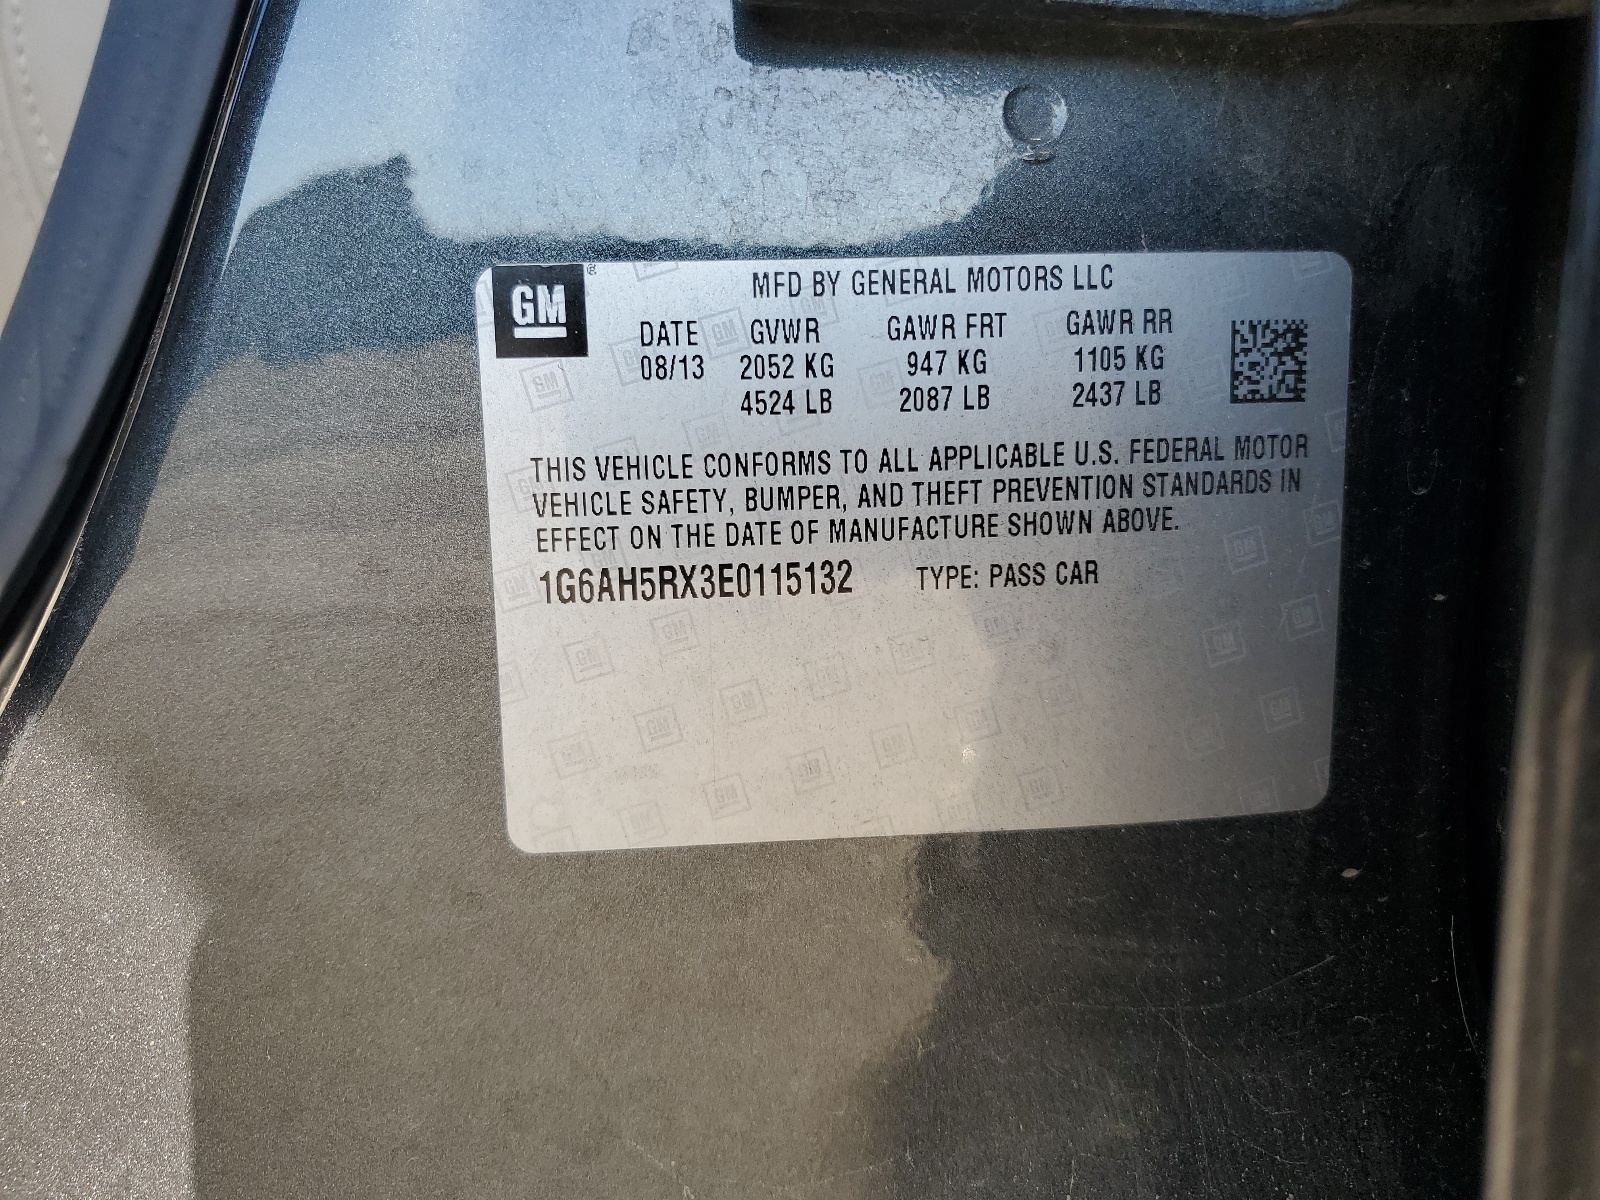 GM ®
MFD BY GENERAL MOTORS LLC
DATE GVWR GAWR FRT GAWR RR
08/13 2052 KG 947 KG 1105 KG
4524 LB 2087 LB 2437 LB
THIS VEHICLE CONFORMS TO ALL APPLICABLE U.S. FEDERAL MOTOR
VEHICLE SAFETY, BUMPER, AND THEFT PREVENTION STANDARDS IN
EFFECT ON THE DATE OF MANUFACTURE SHOWN ABOVE.
1G6AH5RX3E0115132 TYPE: PASS CAR